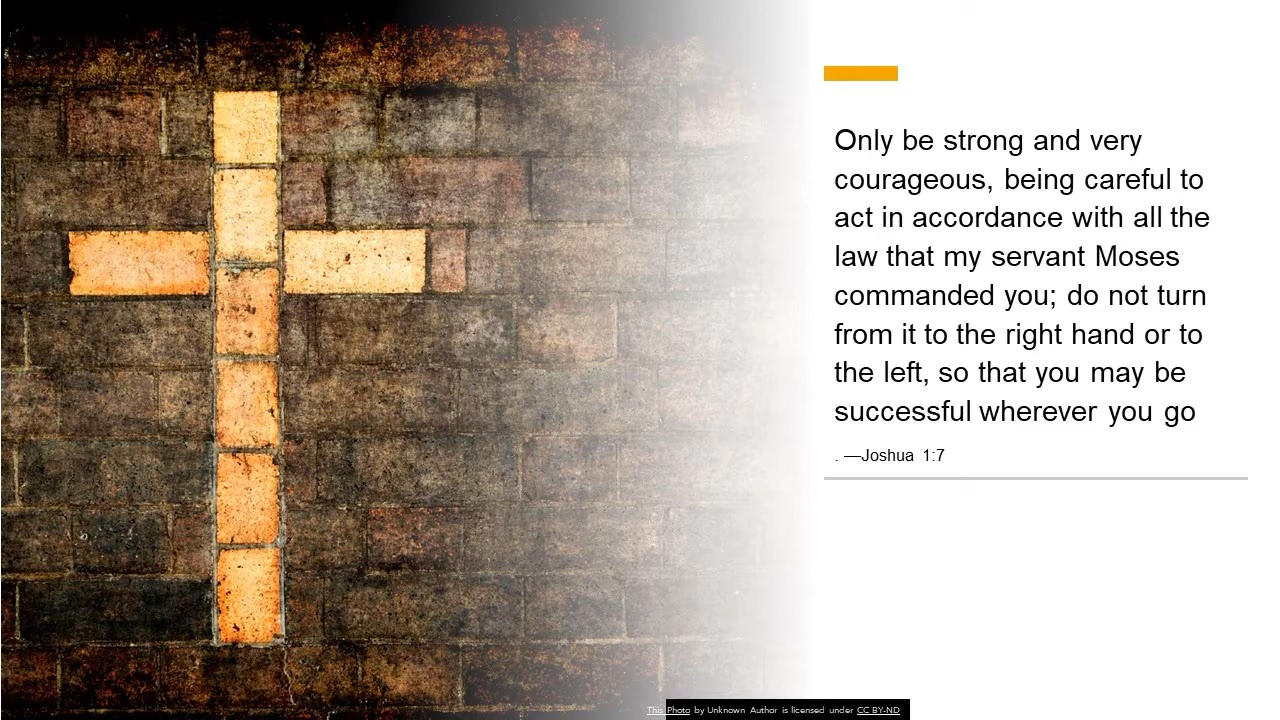 Only be strong and very
courageous, being careful to
act in accordance with all the
law that my servant Moses
commanded you; do not turn
from it to the right hand or to
the left, so that you may be
successful wherever you go
. —Joshua 1:7
This Photo by Unknown Author is licensed under CC BY-ND